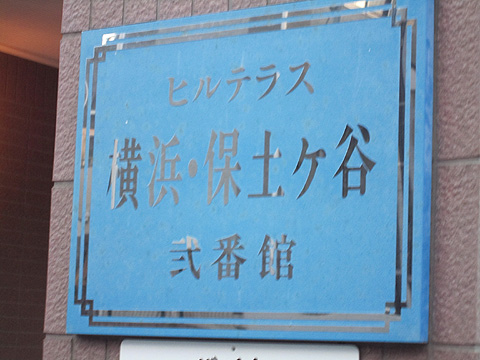 ヒルテラス
横浜・保土ケ谷
弐番館